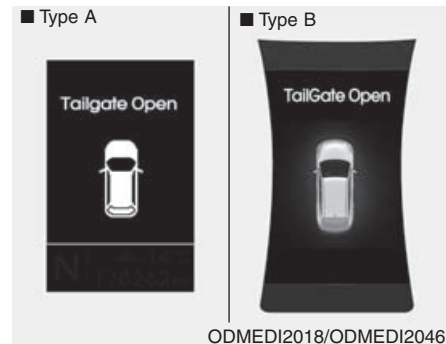 ■ Type A
■ Type B
Tailgate Open
TailGate Open
N
ODMEDI2018/ODMEDI2046